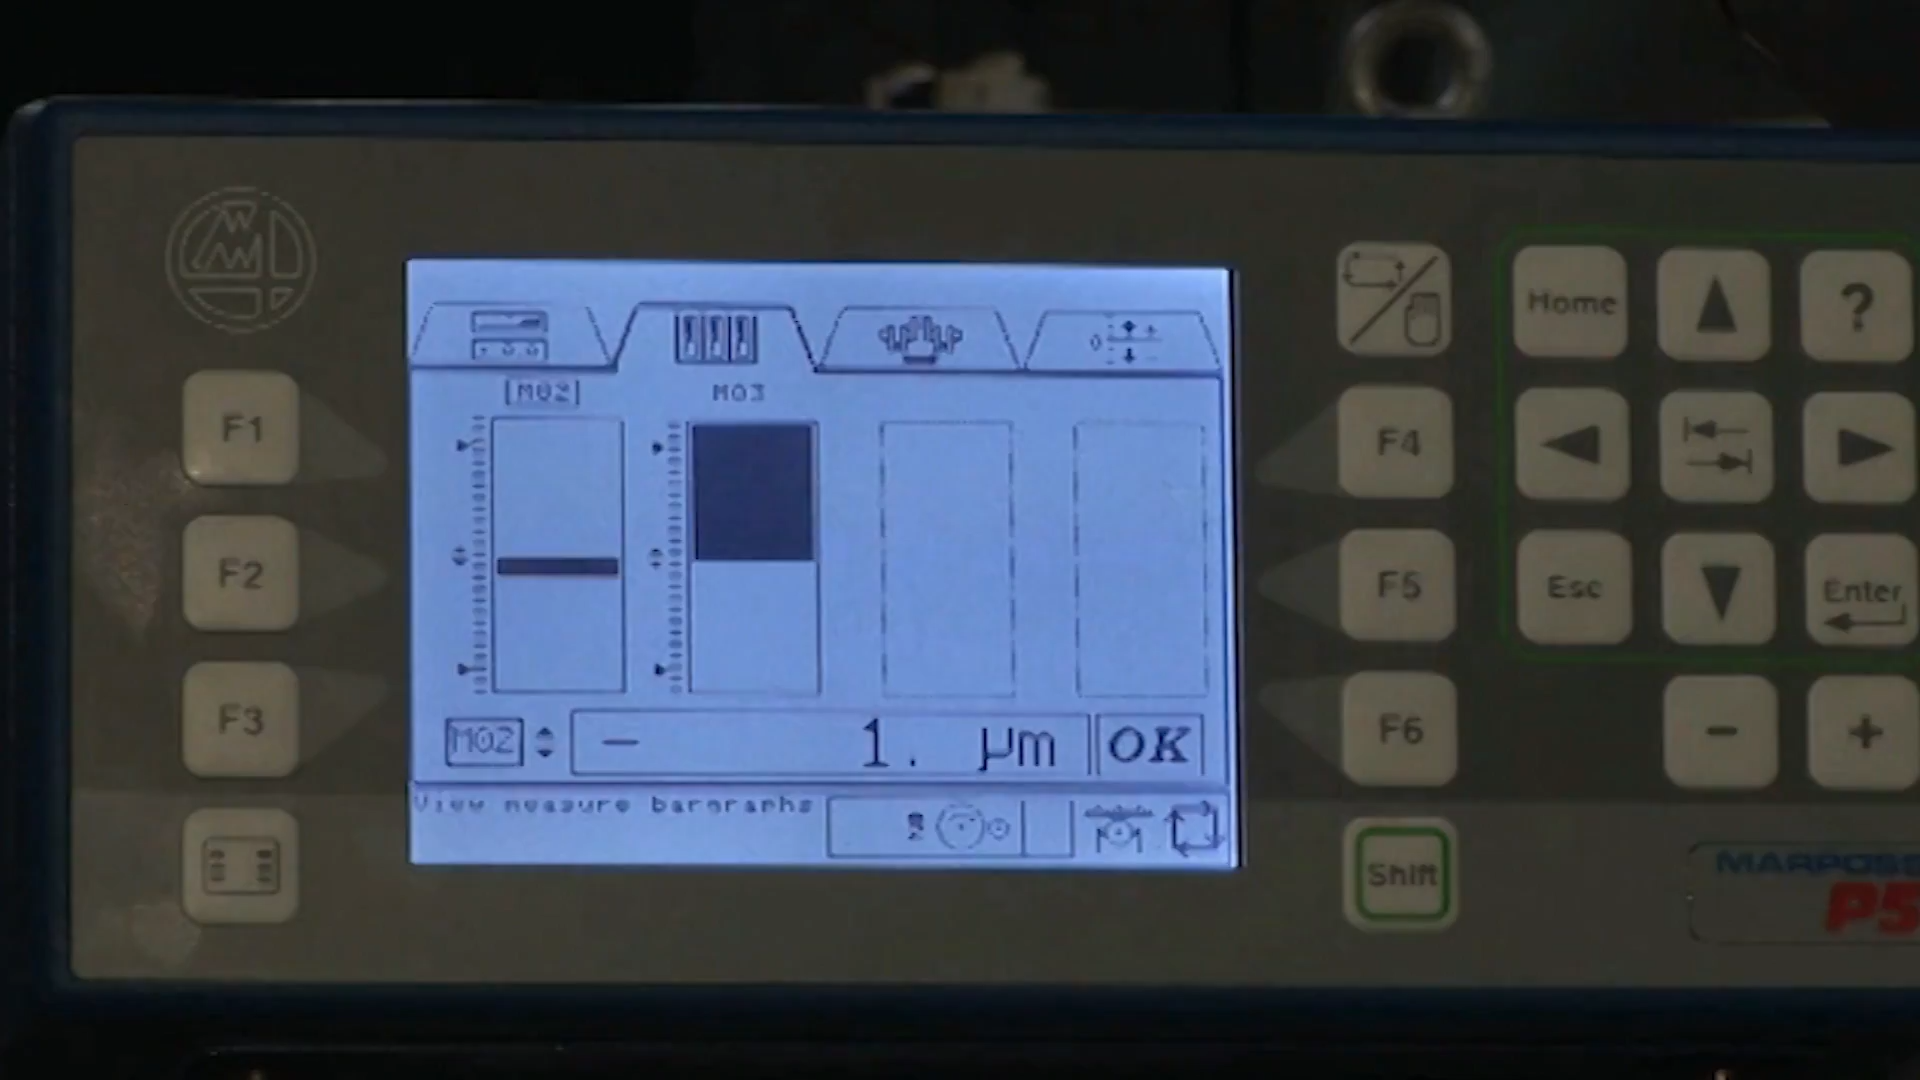 [M02]
M03
M02 - 1. µm OK
View measure bargraphs
F1
F2
F3
F4
F5
F6
Home
?
Esc
Enter
-
+
Shift
MARPOSS
P5